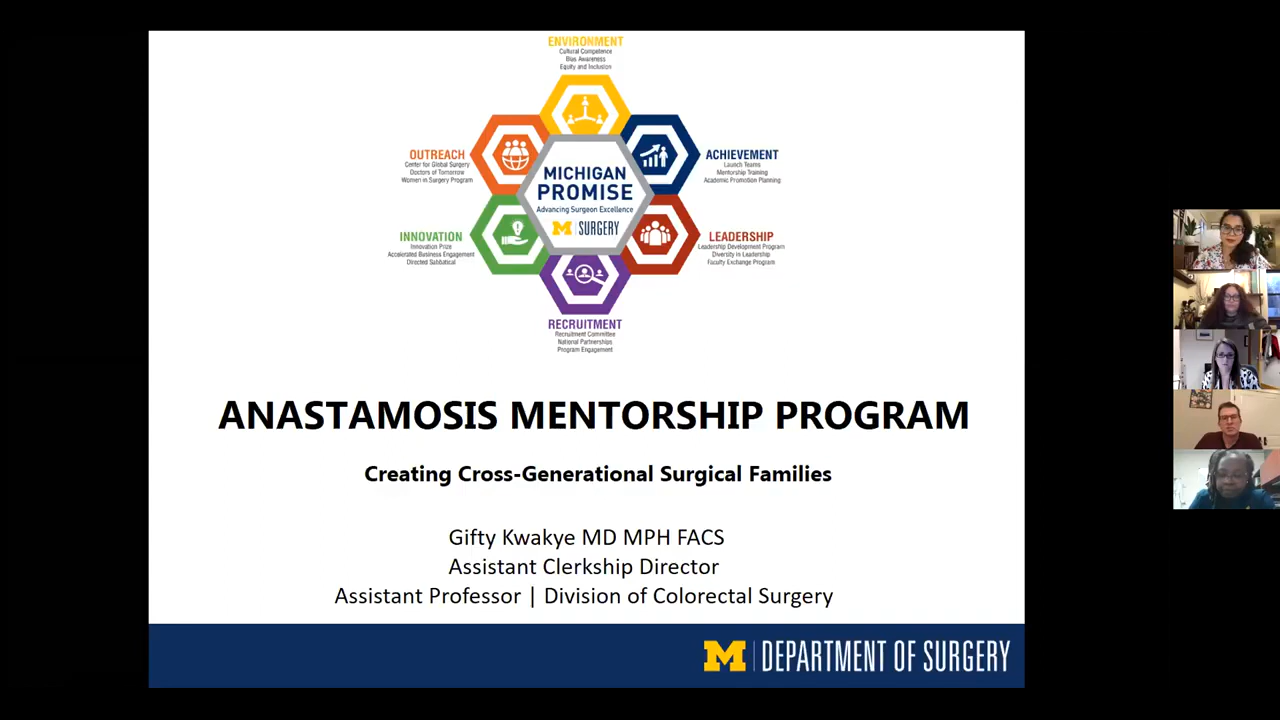 ENVIRONMENT
Cultural Competence
Bias Awareness
Equity and Inclusion
OUTREACH
Center for Global Surgery
Doctors of Tomorrow
Women in Surgery Program
ACHIEVEMENT
Launch Teams
Mentorship Training
Academic Promotion Planning
MICHIGAN
PROMISE
Advancing Surgeon Excellence
M | SURGERY
INNOVATION
Innovation Prize
Accelerated Business Engagement
Directed Sabbatical
LEADERSHIP
Leadership Development Program
Diversity in Leadership
Faculty Exchange Program
RECRUITMENT
Recruitment Committee
National Partnerships
Program Engagement
ANASTAMOSIS MENTORSHIP PROGRAM
Creating Cross-Generational Surgical Families
Gifty Kwakye MD MPH FACS
Assistant Clerkship Director
Assistant Professor | Division of Colorectal Surgery
M | DEPARTMENT OF SURGERY